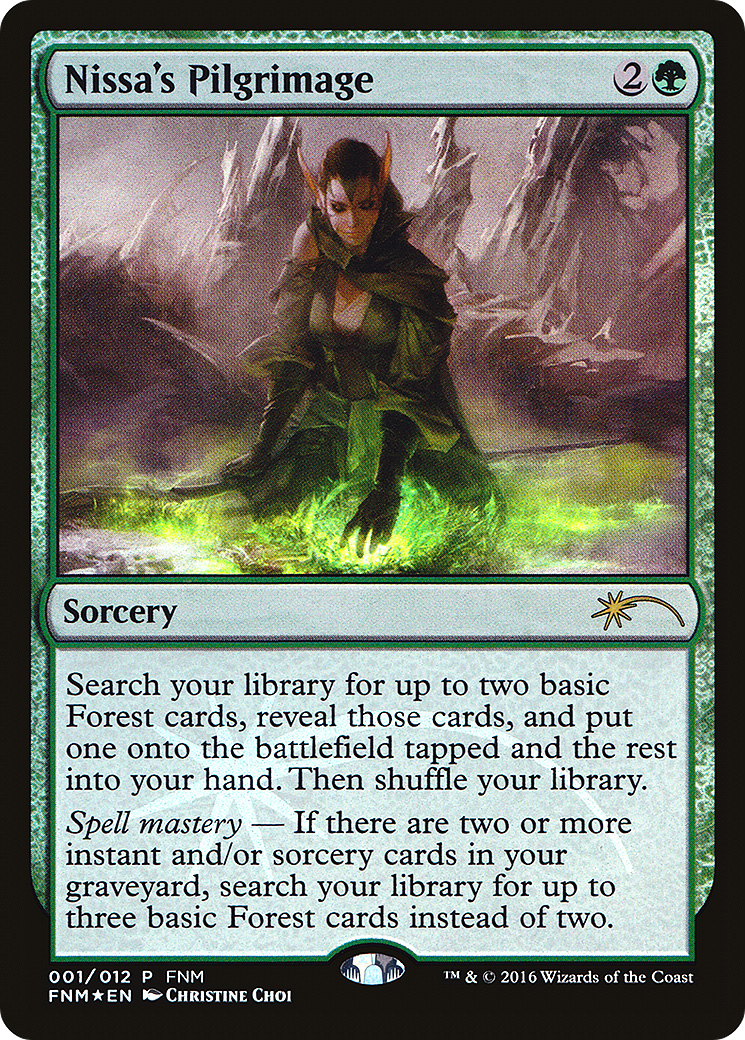 Nissa's Pilgrimage 2
Sorcery
Search your library for up to two basic
Forest cards, reveal those cards, and put
one onto the battlefield tapped and the rest
into your hand. Then shuffle your library.
Spell mastery — If there are two or more
instant and/or sorcery cards in your
graveyard, search your library for up to
three basic Forest cards instead of two.
001/012 P FNM
FNM★EN Christine Choi
™ & © 2016 Wizards of the Coast